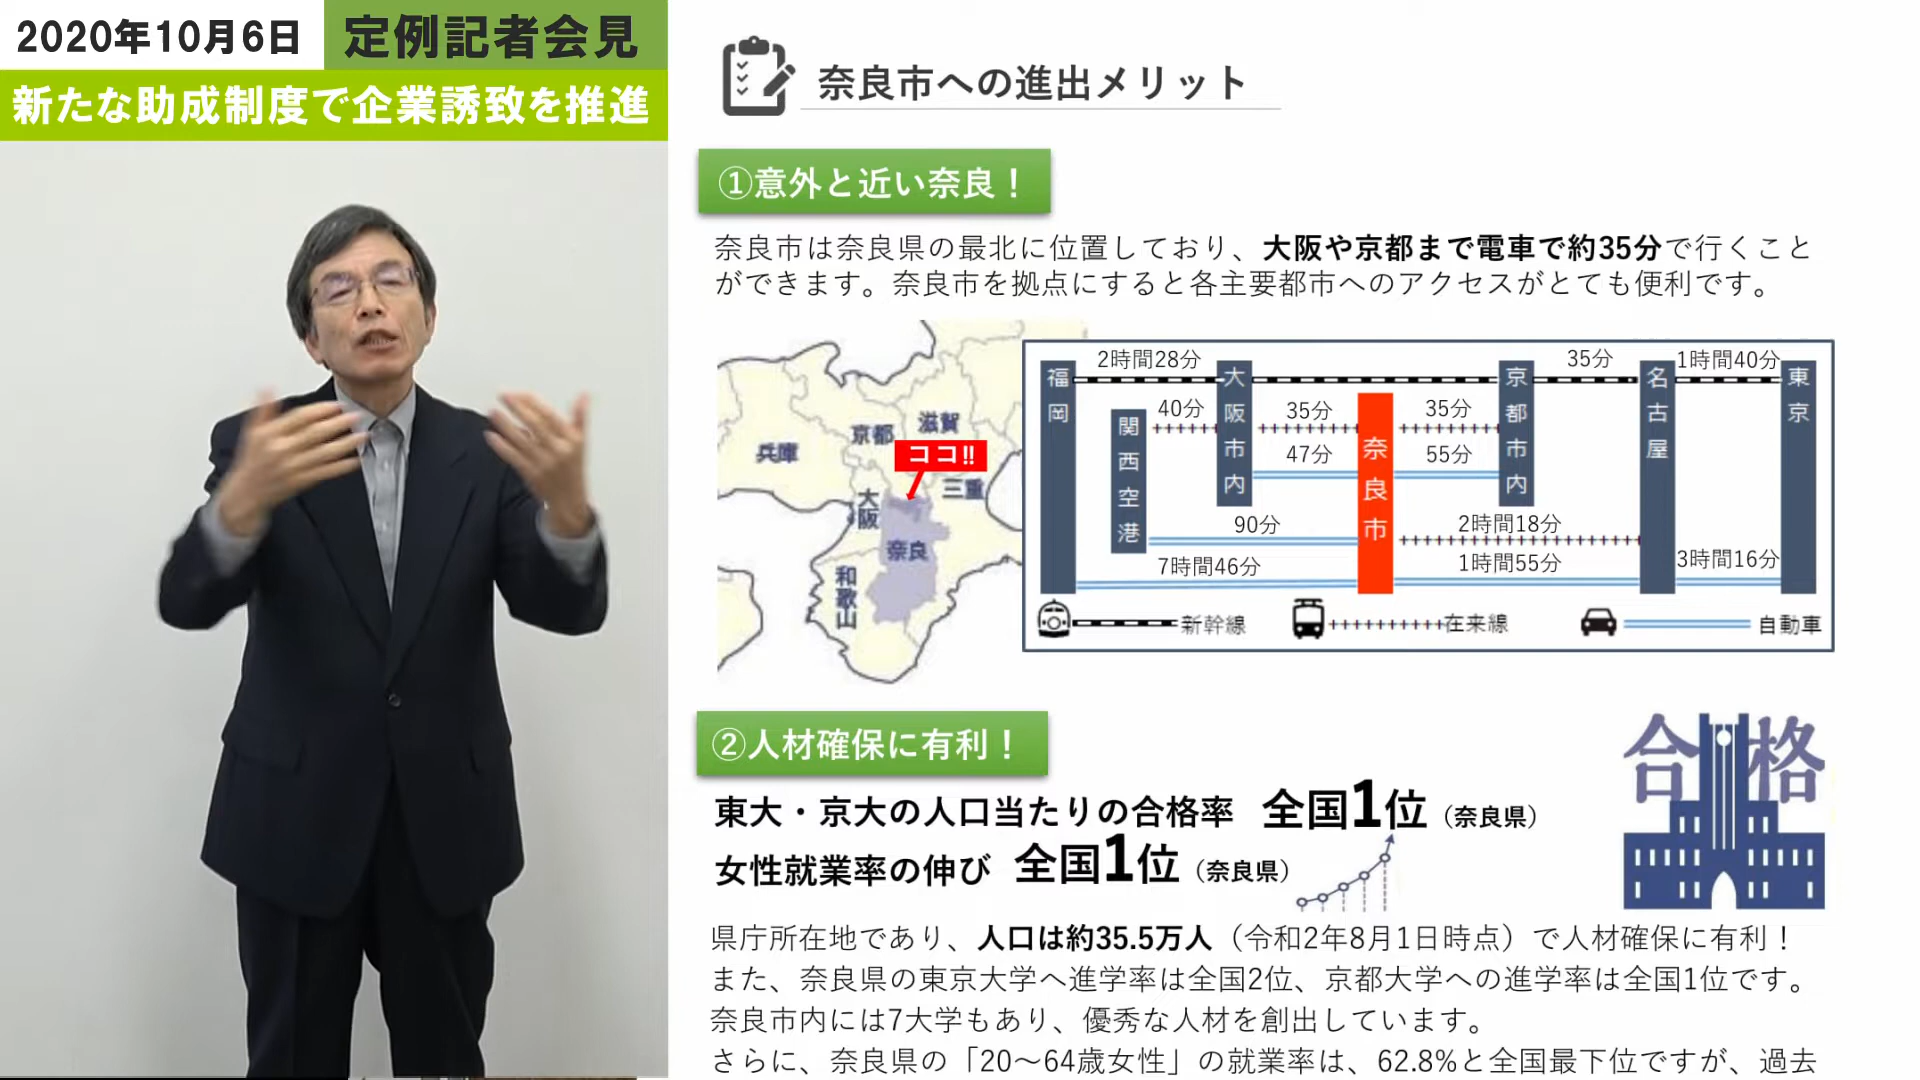 2020年10月6日 定例記者会見
新たな助成制度で企業誘致を推進
奈良市への進出メリット
①意外と近い奈良！
奈良市は奈良県の最北に位置しており、大阪や京都まで電車で約35分で行くこと
ができます。奈良市を拠点にすると各主要都市へのアクセスがとても便利です。
兵庫
京都
滋賀
ココ!!
三重
大阪
奈良
和歌山
2時間28分
35分
1時間40分
福岡
関西空港
大阪市内
奈良市
京都市内
名古屋
東京
40分
35分
35分
47分
55分
90分
2時間18分
7時間46分
1時間55分
3時間16分
新幹線
在来線
自動車
②人材確保に有利！
合格
東大・京大の人口当たりの合格率 全国1位（奈良県）
女性就業率の伸び 全国1位（奈良県）
県庁所在地であり、人口は約35.5万人（令和2年8月1日時点）で人材確保に有利！
また、奈良県の東京大学へ進学率は全国2位、京都大学への進学率は全国1位です。
奈良市内には7大学もあり、優秀な人材を創出しています。
さらに、奈良県の「20～64歳女性」の就業率は、62.8%と全国最下位ですが、過去